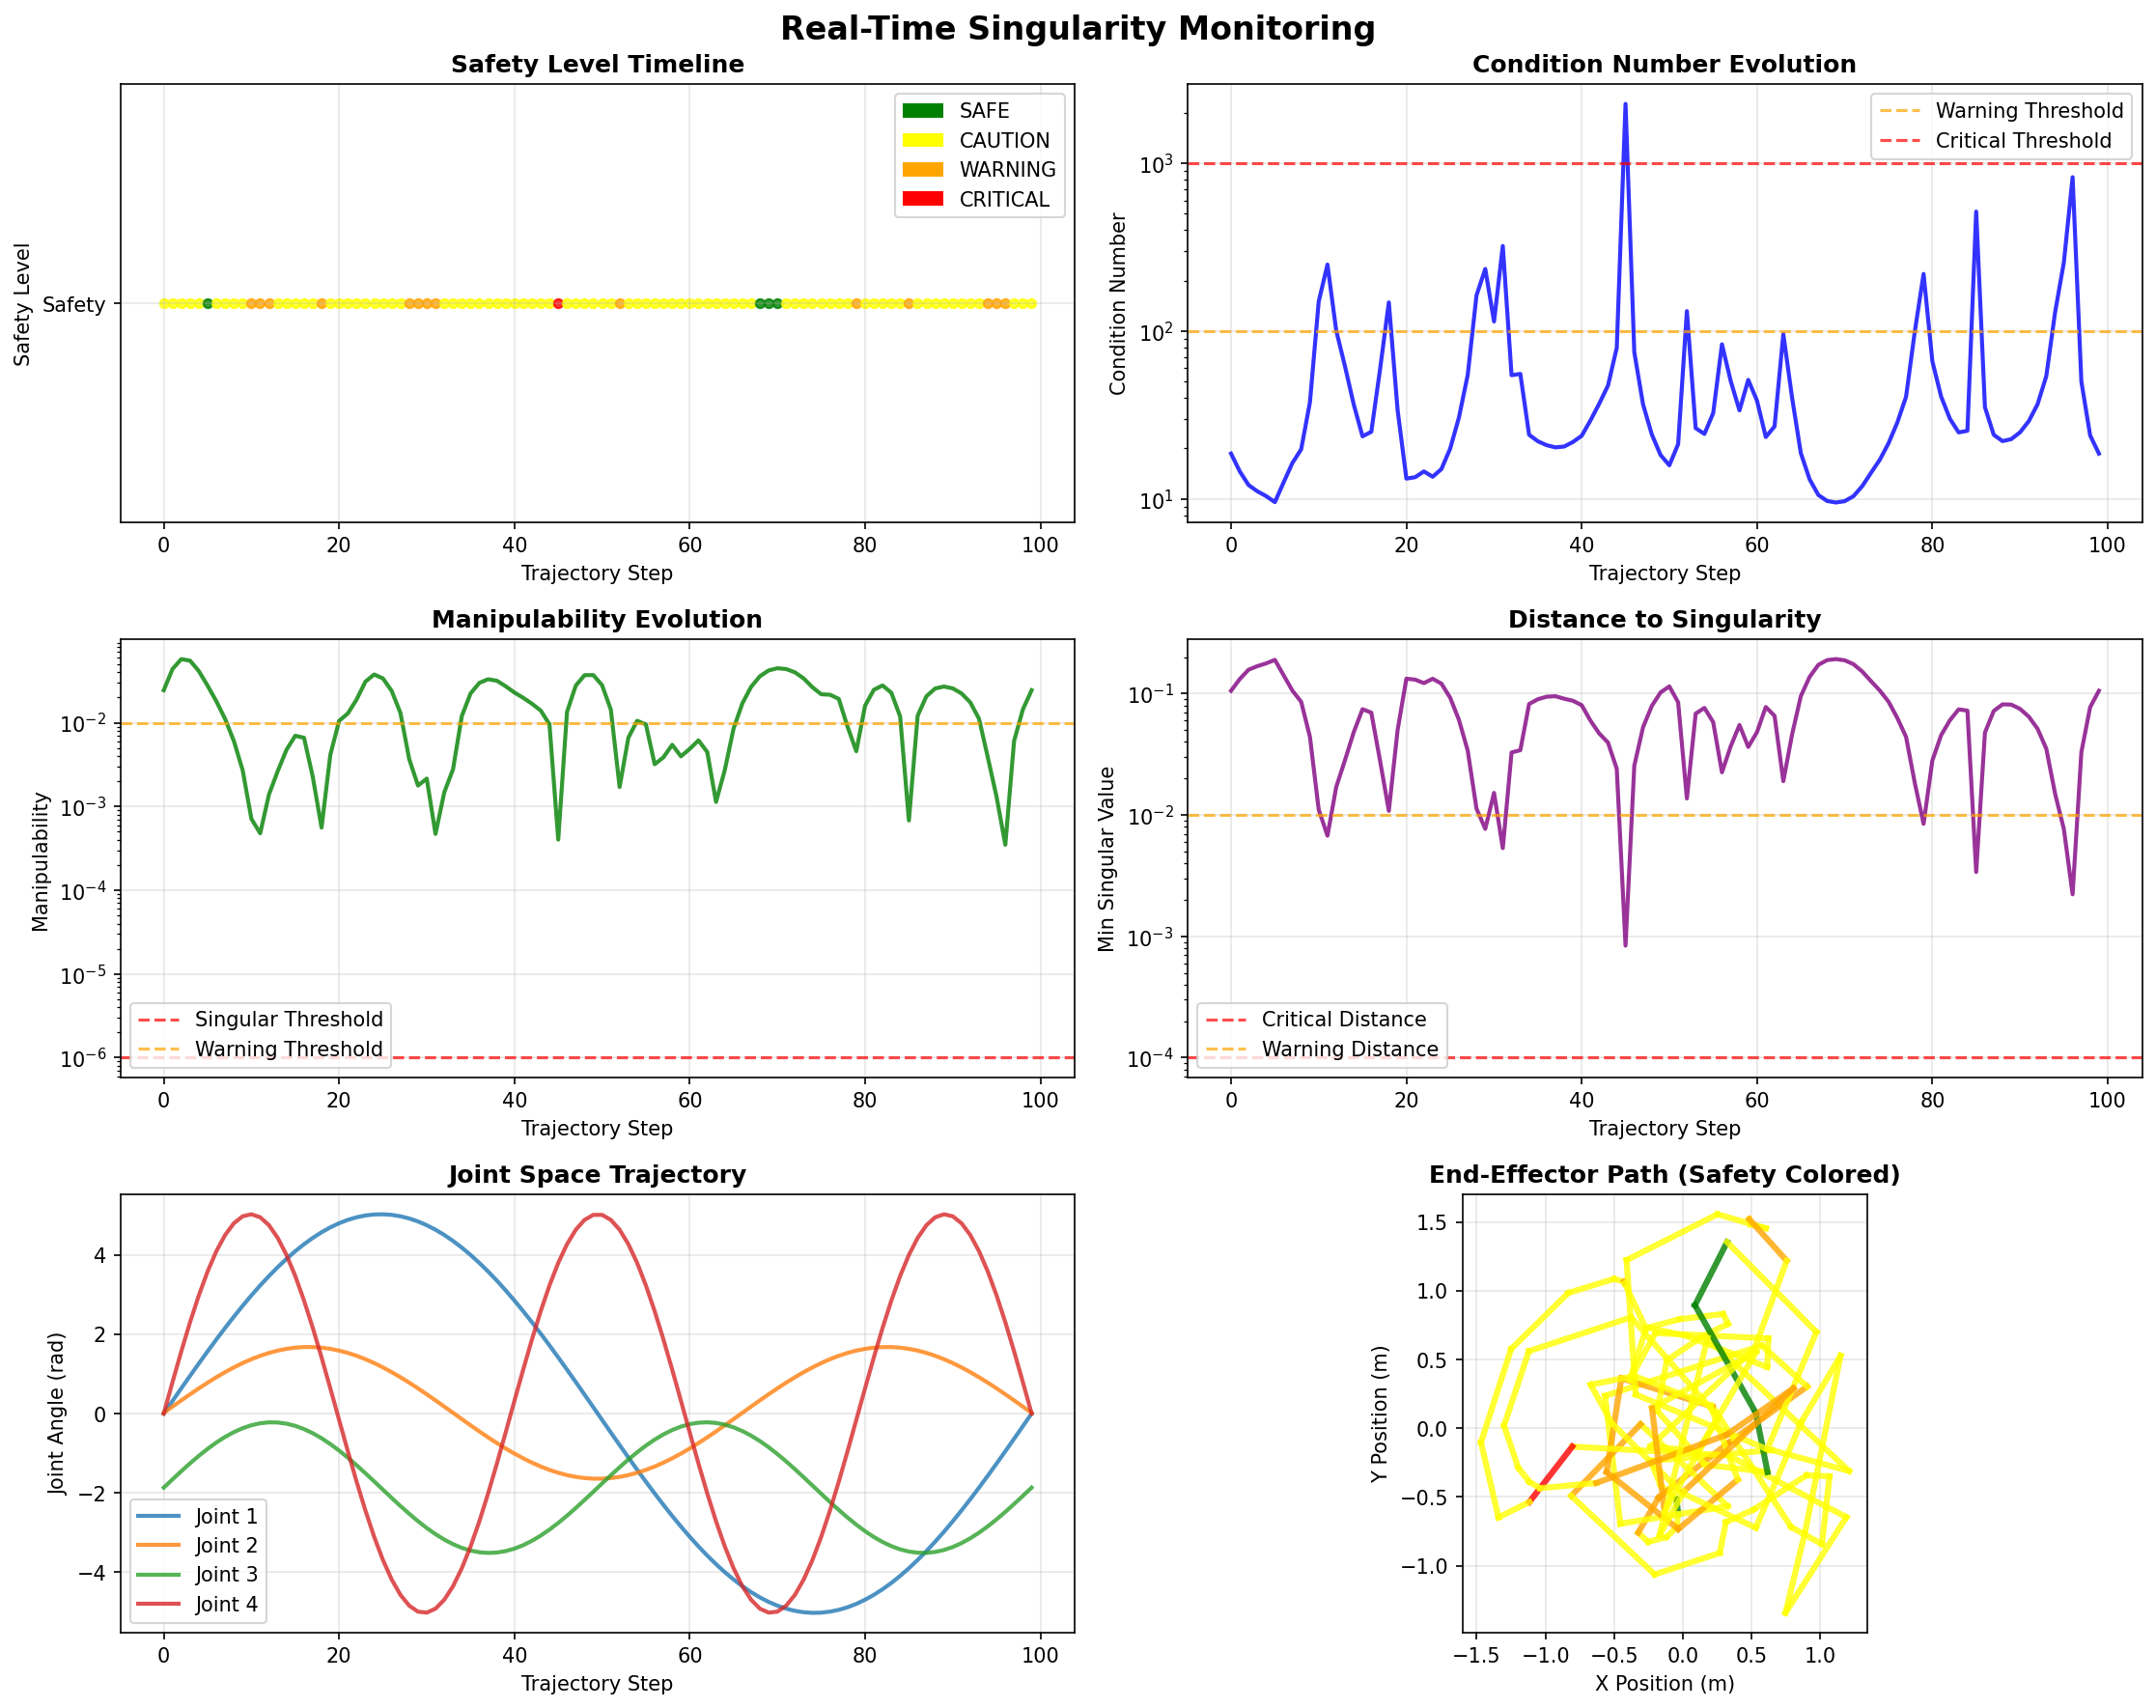 Real-Time Singularity Monitoring
Safety Level Timeline
SAFE
CAUTION
WARNING
CRITICAL
Safety Level
Safety
0 20 40 60 80 100
Trajectory Step
Condition Number Evolution
Warning Threshold
Critical Threshold
Condition Number
10³
10²
10¹
0 20 40 60 80 100
Trajectory Step
Manipulability Evolution
Manipulability
10⁻²
10⁻³
10⁻⁴
10⁻⁵
10⁻⁶
Singular Threshold
Warning Threshold
0 20 40 60 80 100
Trajectory Step
Distance to Singularity
Min Singular Value
10⁻¹
10⁻²
10⁻³
10⁻⁴
Critical Distance
Warning Distance
0 20 40 60 80 100
Trajectory Step
Joint Space Trajectory
Joint Angle (rad)
4
2
0
−2
−4
Joint 1
Joint 2
Joint 3
Joint 4
0 20 40 60 80 100
Trajectory Step
End-Effector Path (Safety Colored)
Y Position (m)
1.5
1.0
0.5
0.0
−0.5
−1.0
−1.5 −1.0 −0.5 0.0 0.5 1.0
X Position (m)